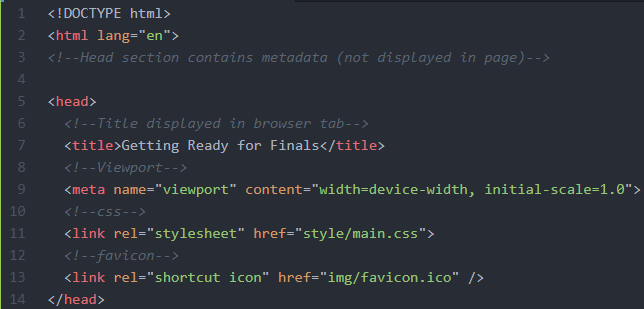 1 <!DOCTYPE html>
2 <html lang="en">
3 <!--Head section contains metadata (not displayed in page)-->
4
5 <head>
6 <!--Title displayed in browser tab-->
7 <title>Getting Ready for Finals</title>
8 <!--Viewport-->
9 <meta name="viewport" content="width=device-width, initial-scale=1.0">
10 <!--css-->
11 <link rel="stylesheet" href="style/main.css">
12 <!--favicon-->
13 <link rel="shortcut icon" href="img/favicon.ico" />
14 </head>